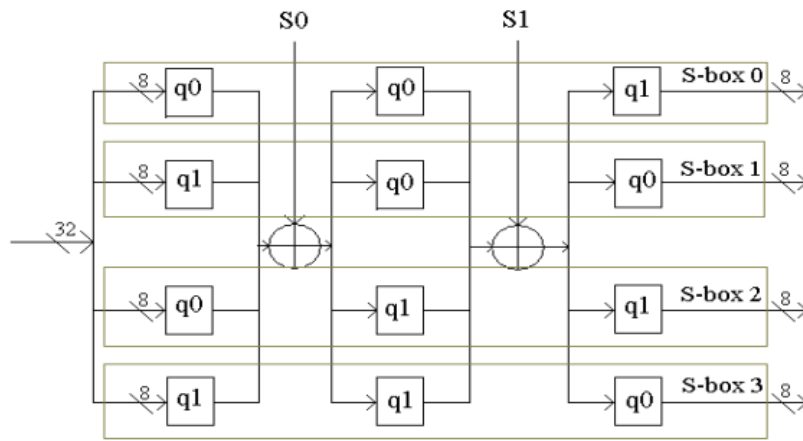 S0 S1
8 q0 q0 q1 S-box 0 8
8 q1 q0 q0 S-box 1 8
32
8 q0 q1 q1 S-box 2 8
8 q1 q1 q0 S-box 3 8